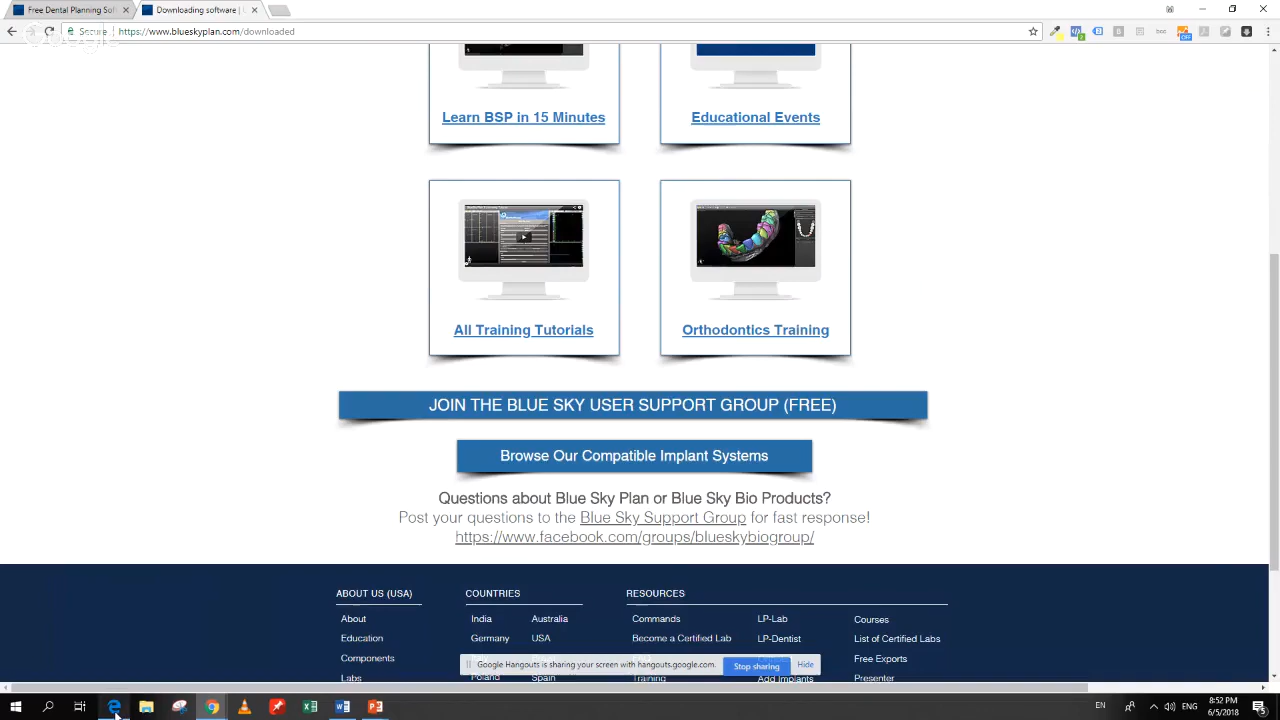 Free Dental Planning Soft
Downloading software |
Secure
https://www.blueskyplan.com/downloaded
Google
Learn BSP in 15 Minutes
Educational Events
All Training Tutorials
Orthodontics Training
JOIN THE BLUE SKY USER SUPPORT GROUP (FREE)
Browse Our Compatible Implant Systems
Questions about Blue Sky Plan or Blue Sky Bio Products?
Post your questions to the Blue Sky Support Group for fast response!
https://www.facebook.com/groups/blueskybiogroup/
ABOUT US (USA)
COUNTRIES
RESOURCES
About
India
Australia
Commands
LP-Lab
Courses
Education
Germany
USA
Become a Certified Lab
LP-Dentist
List of Certified Labs
Components
Free Exports
Google Hangouts is sharing your screen with hangouts.google.com.
Stop sharing
Hide
Labs
Poland
Spain
Training
Add Implants
Presenter
EN
ENG
8:52 PM
6/5/2018